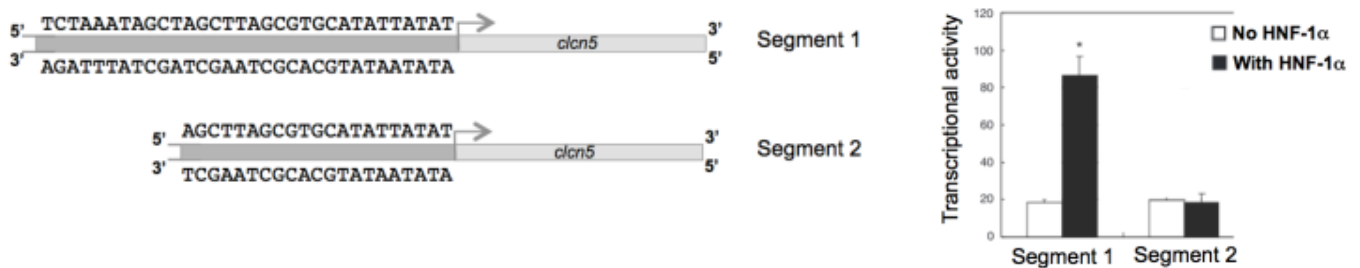 TCTAAATAGCTAGCTTAGCGTGCATATTATAT
5' 3'
clcn5
Segment 1
3' 5'
AGATTTATCGATCGAATCGCACGTATAATATA
AGCTTAGCGTGCATATTATAT
5' 3'
clcn5
Segment 2
3' 5'
TCGAATCGCACGTATAATATA
Transcriptional activity
120
100
80
60
40
20
0
*
No HNF-1α
With HNF-1α
Segment 1 Segment 2